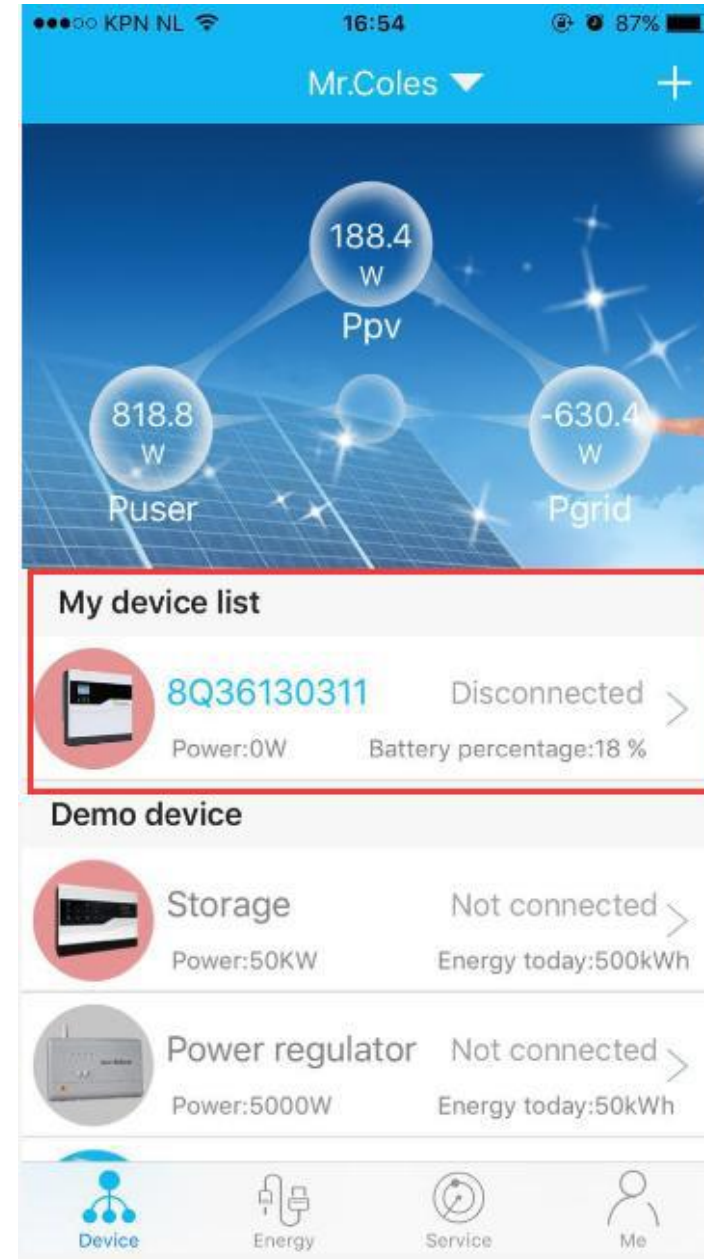 KPN NL 16:54 87%
Mr.Coles
188.4
W
Ppv
818.8
W
Puser
-630.4
W
Pgrid
My device list
8Q36130311 Disconnected
Power:0W Battery percentage:18 %
Demo device
Storage Not connected
Power:50KW Energy today:500kWh
Power regulator Not connected
Power:5000W Energy today:50kWh
Device Energy Service Me